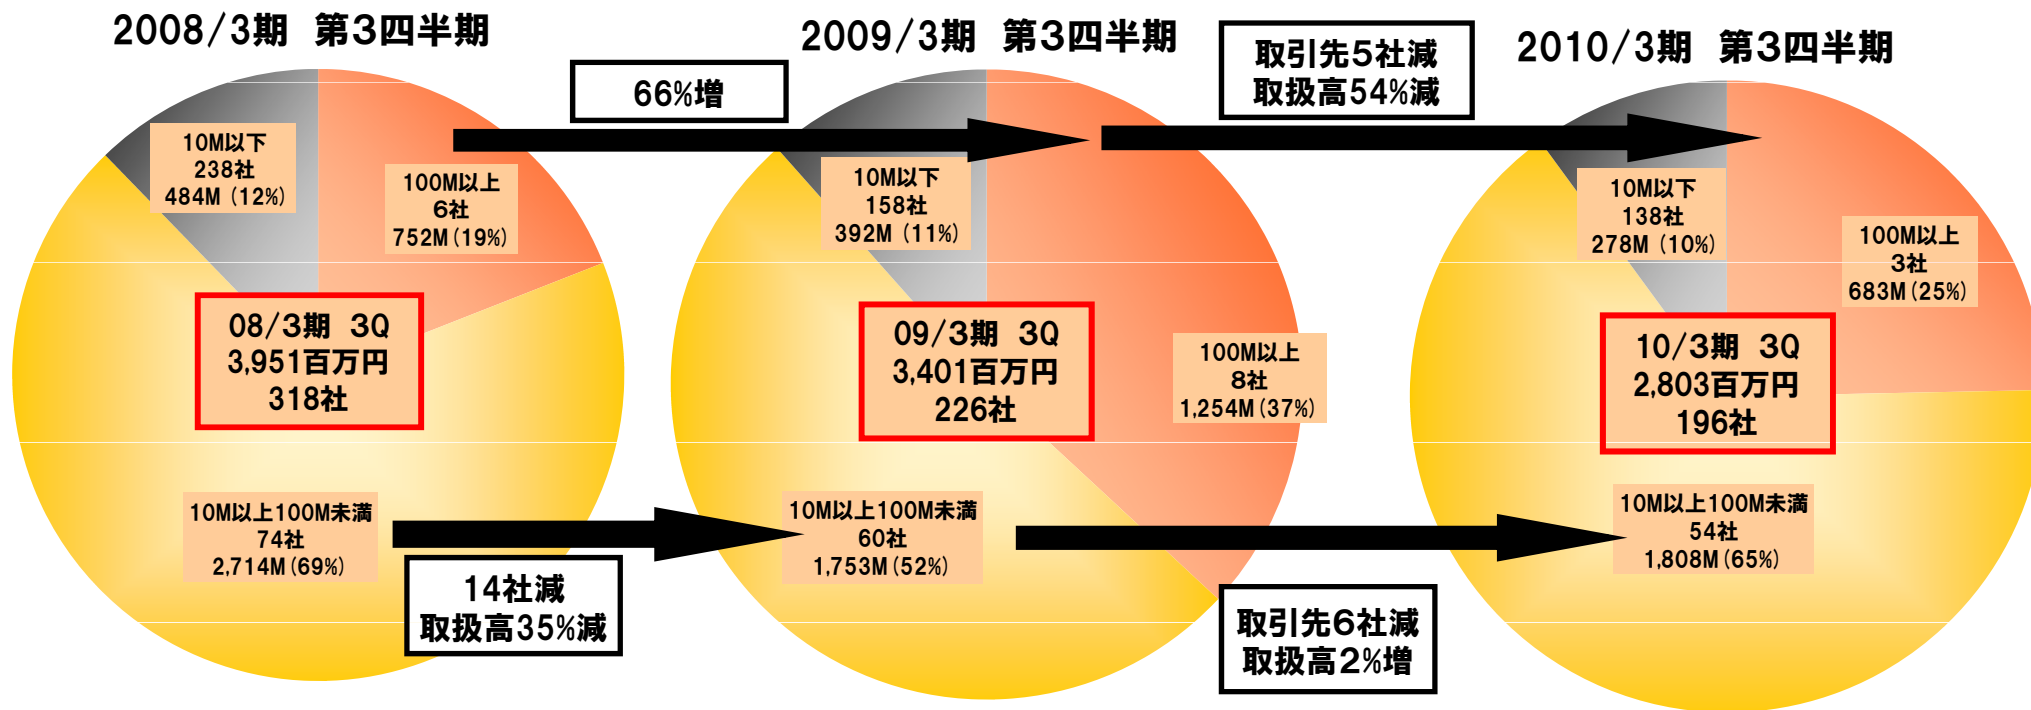 2008/3期 第3四半期
10M以下
238社
484M (12%)
100M以上
6社
752M(19%)
08/3期 3Q
3,951百万円
318社
10M以上100M未満
74社
2,714M(69%)
66%増
14社減
取扱高35%減
2009/3期 第3四半期
10M以下
158社
392M (11%)
100M以上
8社
1,254M(37%)
09/3期 3Q
3,401百万円
226社
10M以上100M未満
60社
1,753M(52%)
取引先5社減
取扱高54%減
取引先6社減
取扱高2%増
2010/3期 第3四半期
10M以下
138社
278M (10%)
100M以上
3社
683M(25%)
10/3期 3Q
2,803百万円
196社
10M以上100M未満
54社
1,808M(65%)